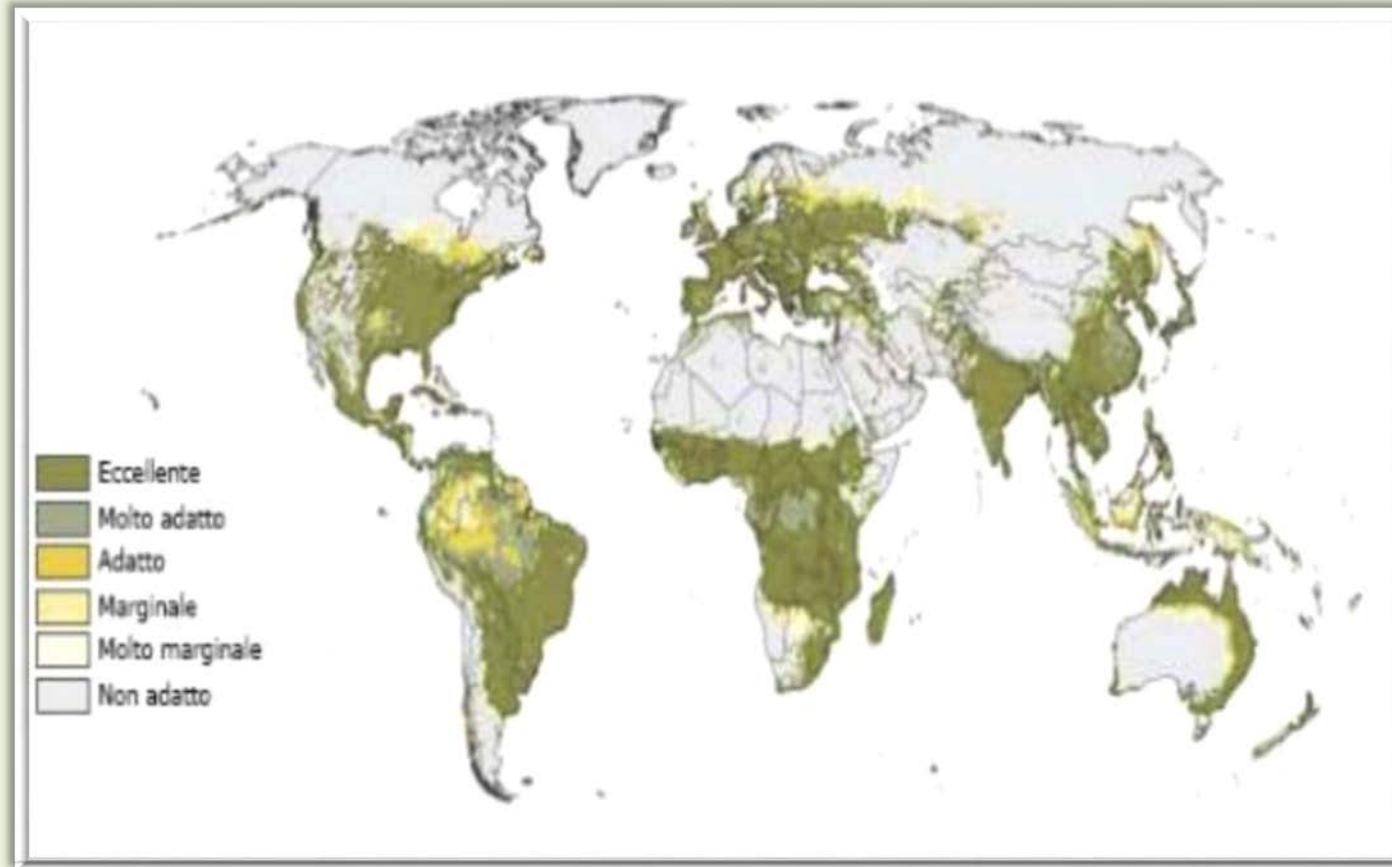 Eccellente
Molto adatto
Adatto
Marginale
Molto marginale
Non adatto